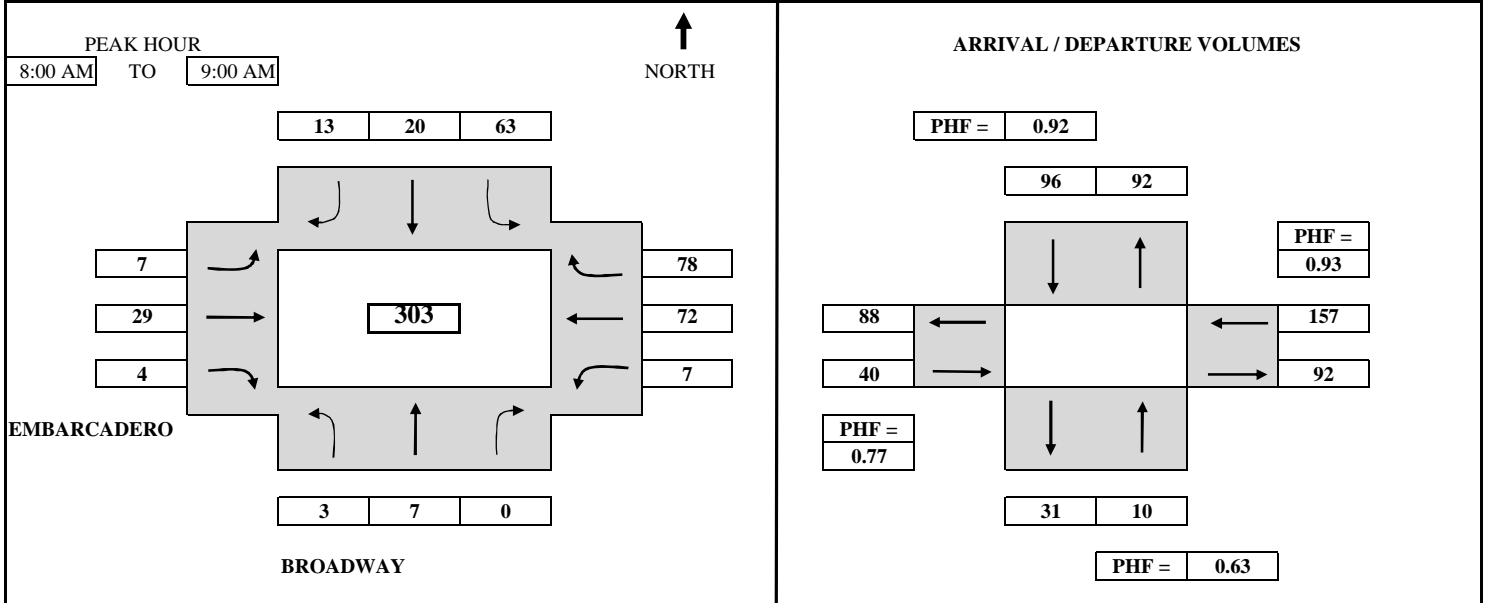 PEAK HOUR
8:00 AM TO 9:00 AM
NORTH
13 20 63
7
29
4
303
78
72
7
EMBARCADERO
3 7 0
BROADWAY
ARRIVAL / DEPARTURE VOLUMES
PHF = 0.92
96 92
PHF =
0.93
88
40
157
92
PHF =
0.77
31 10
PHF = 0.63